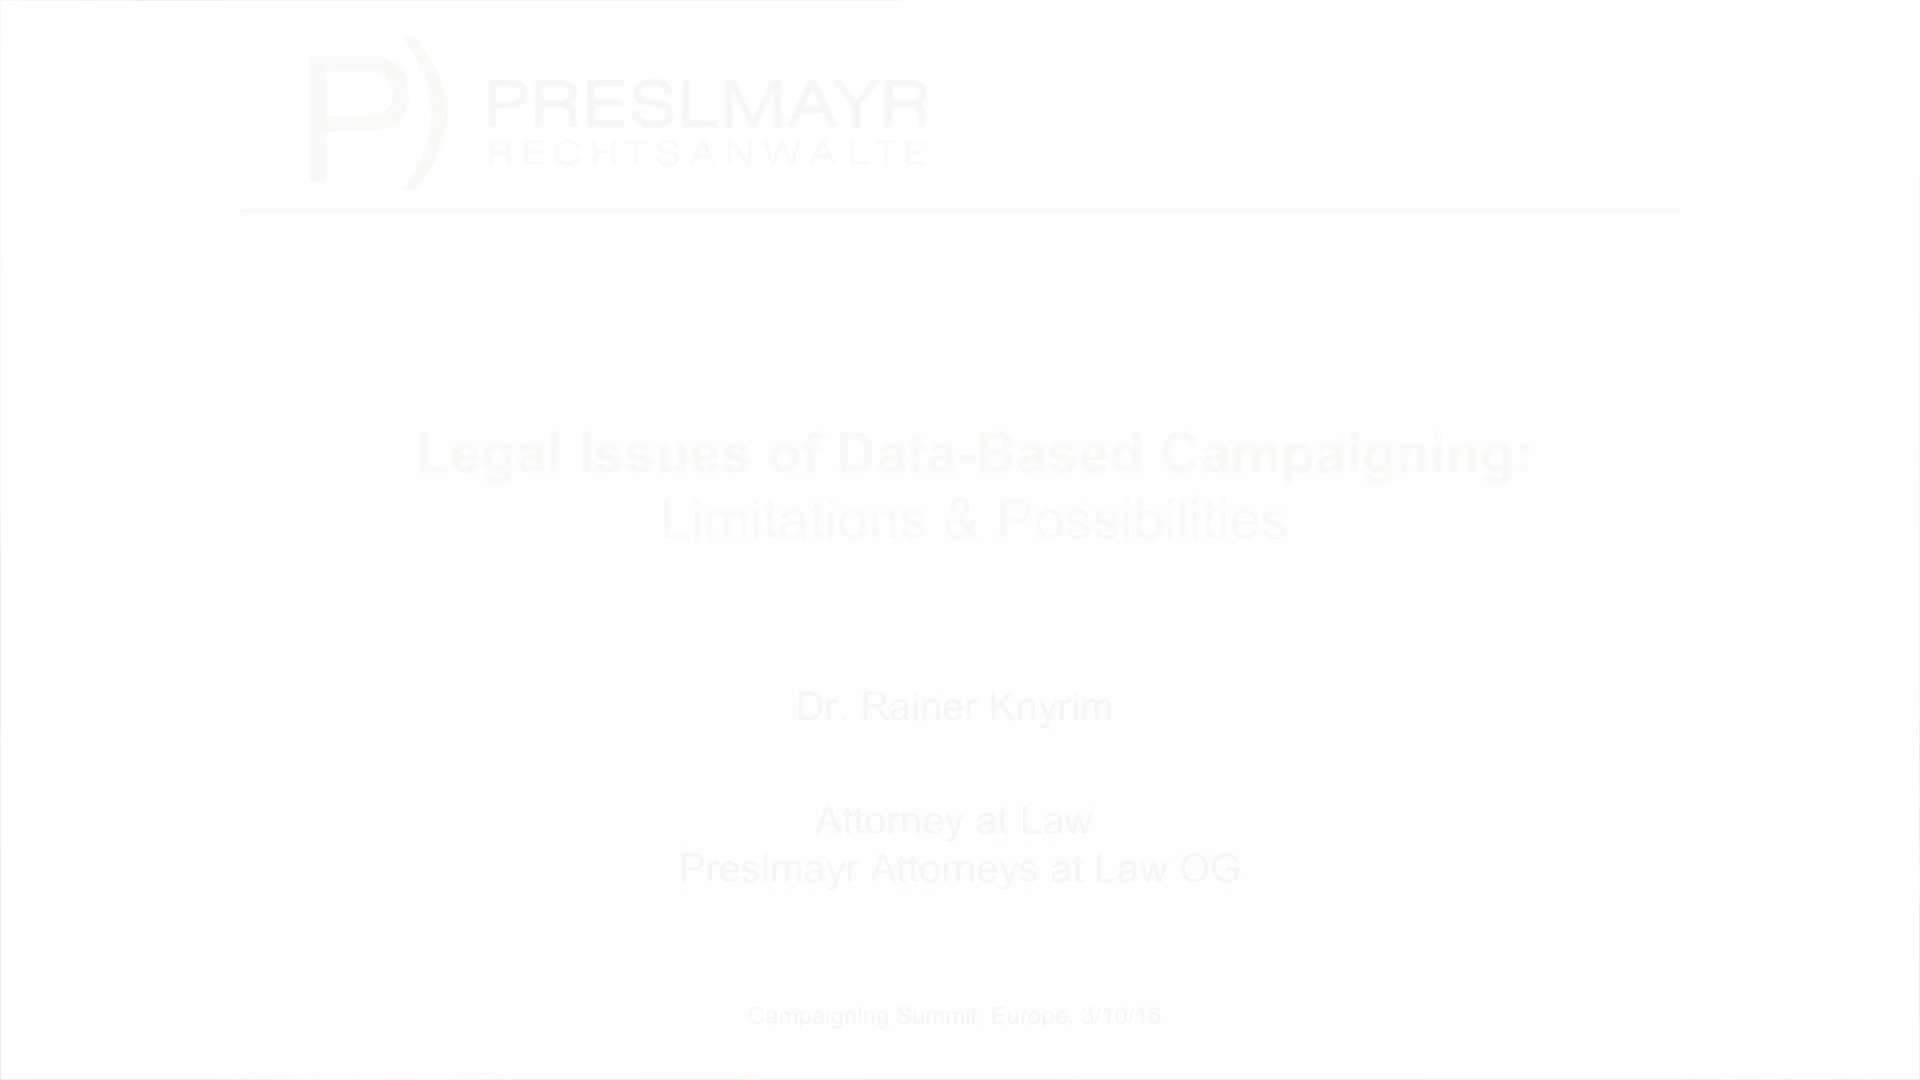 P) PRESLMAYR
RECHTSANWÄLTE
Legal Issues of Data-Based Campaigning:
Limitations & Possibilities
Dr. Rainer Knyrim
Attorney at Law
Preslmayr Attorneys at Law OG
Campaigning Summit Europe, 3/10/16